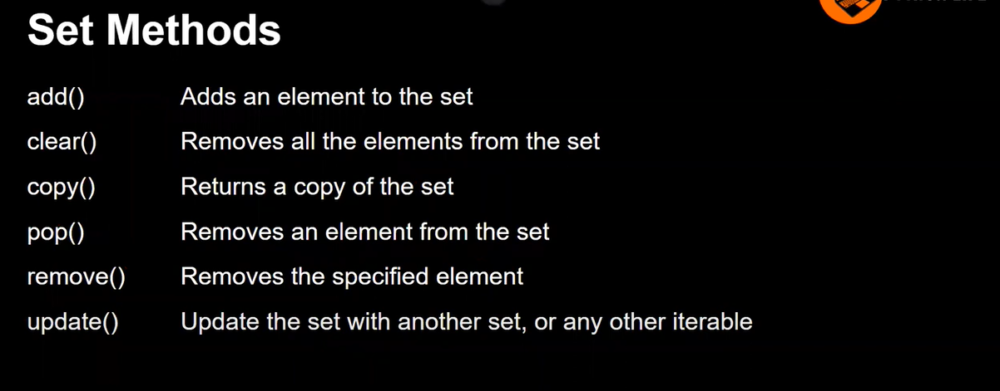 Set Methods
add() Adds an element to the set
clear() Removes all the elements from the set
copy() Returns a copy of the set
pop() Removes an element from the set
remove() Removes the specified element
update() Update the set with another set, or any other iterable